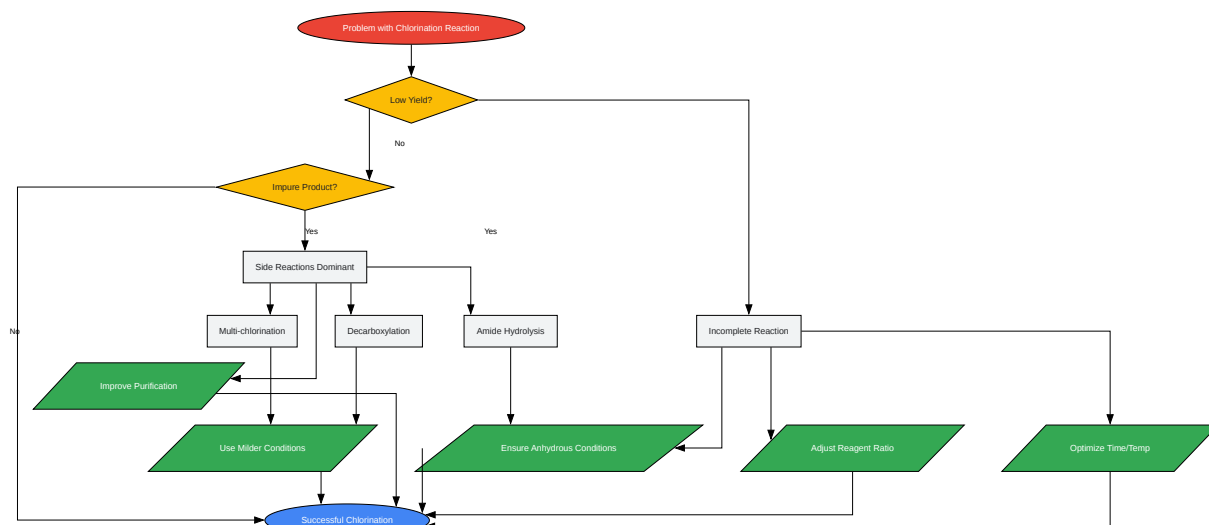 Problem with Chlorination Reaction
Low Yield?
No
Impure Product?
Yes
Yes
Side Reactions Dominant
Multi-chlorination
Decarboxylation
Amide Hydrolysis
Incomplete Reaction
No
Improve Purification
Use Milder Conditions
Ensure Anhydrous Conditions
Adjust Reagent Ratio
Optimize Time/Temp
Successful Chlorination